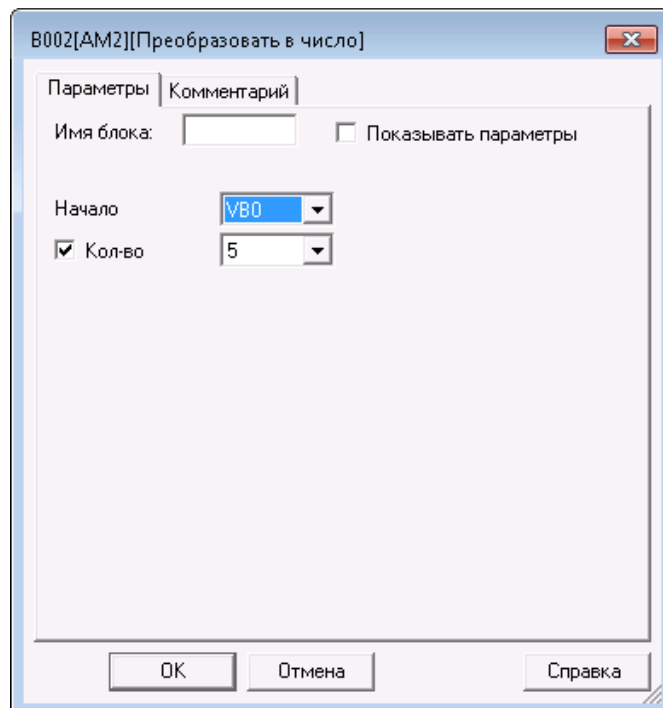 B002[AM2][Преобразовать в число]
Параметры Комментарий
Имя блока: Показывать параметры
Начало VB0
Кол-во 5
OK Отмена Справка